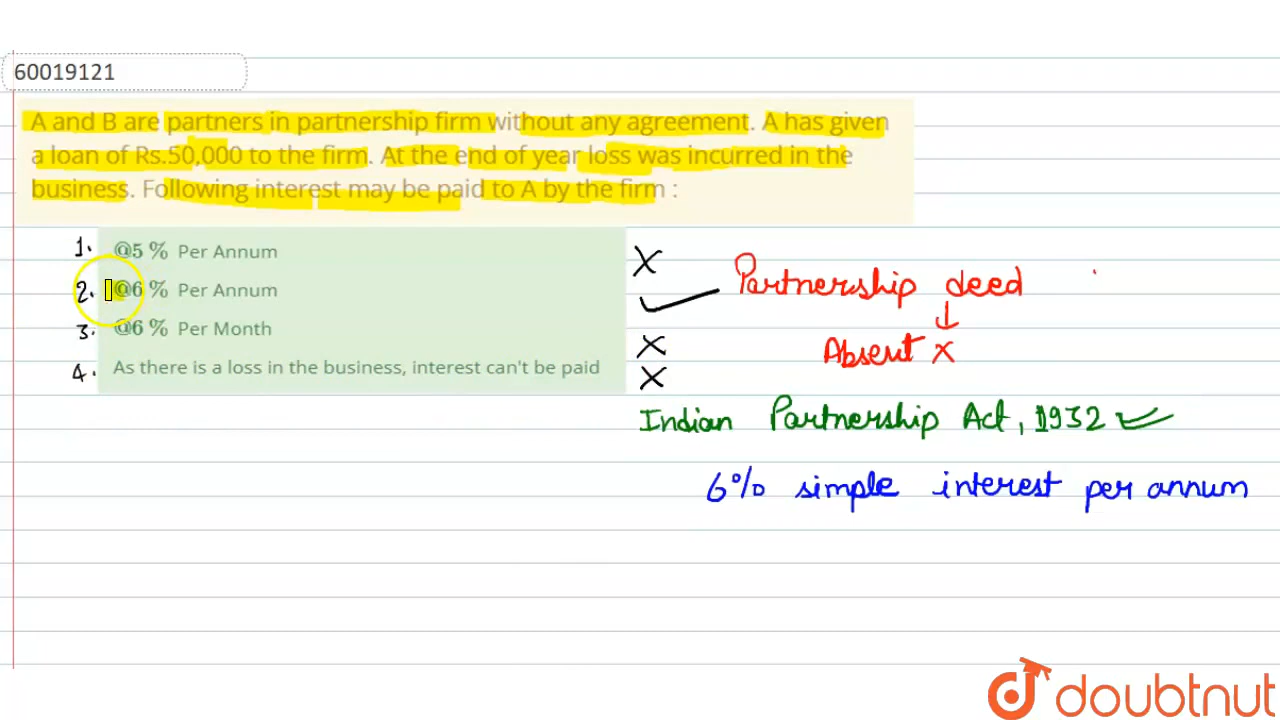 60019121
A and B are partners in partnership firm without any agreement. A has given
a loan of Rs.50,000 to the firm. At the end of year loss was incurred in the
business. Following interest may be paid to A by the firm :
1. @5 % Per Annum X
2. @6 % Per Annum ✓ Partnership deed
3. @6 % Per Month X
↓
Absent X
4. As there is a loss in the business, interest can't be paid X
Indian Partnership Act, 1932 ✓
6% simple interest per annum
doubtnut